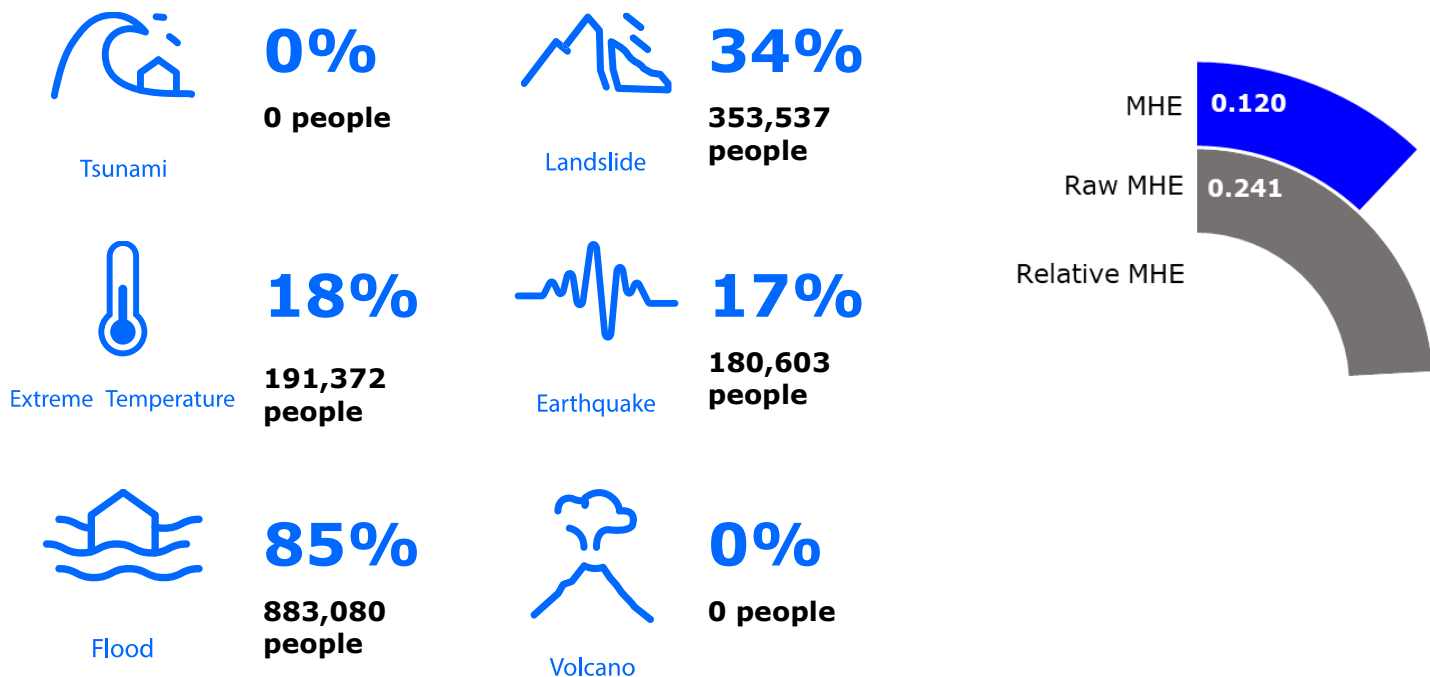 0%
0 people
Tsunami
34%
353,537
people
Landslide
18%
191,372
people
Extreme Temperature
17%
180,603
people
Earthquake
85%
883,080
people
Flood
0%
0 people
Volcano
MHE
0.120
Raw MHE
0.241
Relative MHE